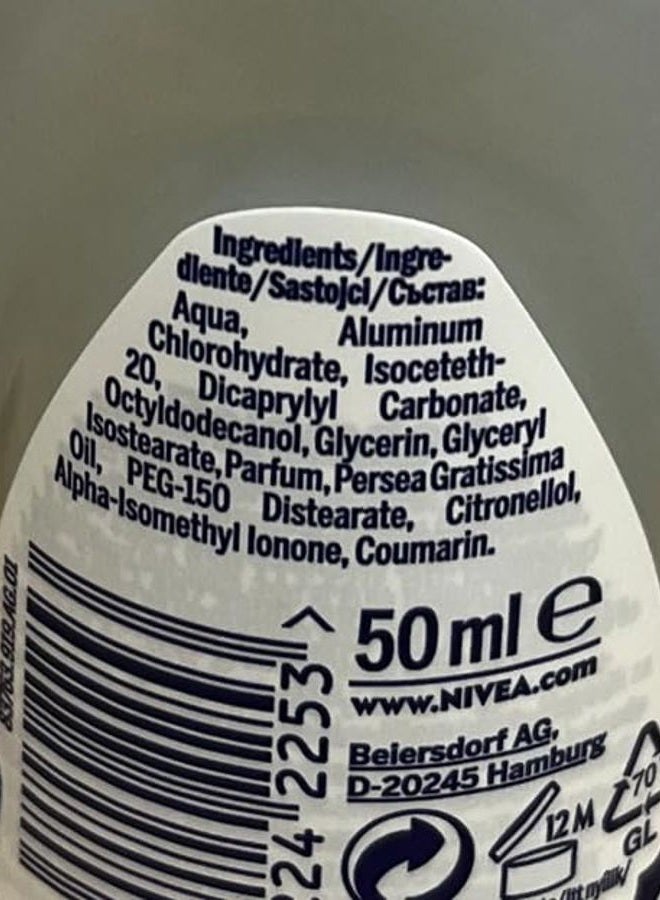 Ingredients/Ingre-
diente/Sastojci/Състав:
Aqua, Aluminum
Chlorohydrate, Isoceteth-
20, Dicaprylyl Carbonate,
Octyldodecanol, Glycerin, Glyceryl
Isostearate, Parfum, Persea Gratissima
Oil, PEG-150 Distearate, Citronellol,
Alpha-Isomethyl Ionone, Coumarin.
50 ml e
www.NIVEA.com
Beiersdorf AG,
D-20245 Hamburg
12M
70
GL
2253
224